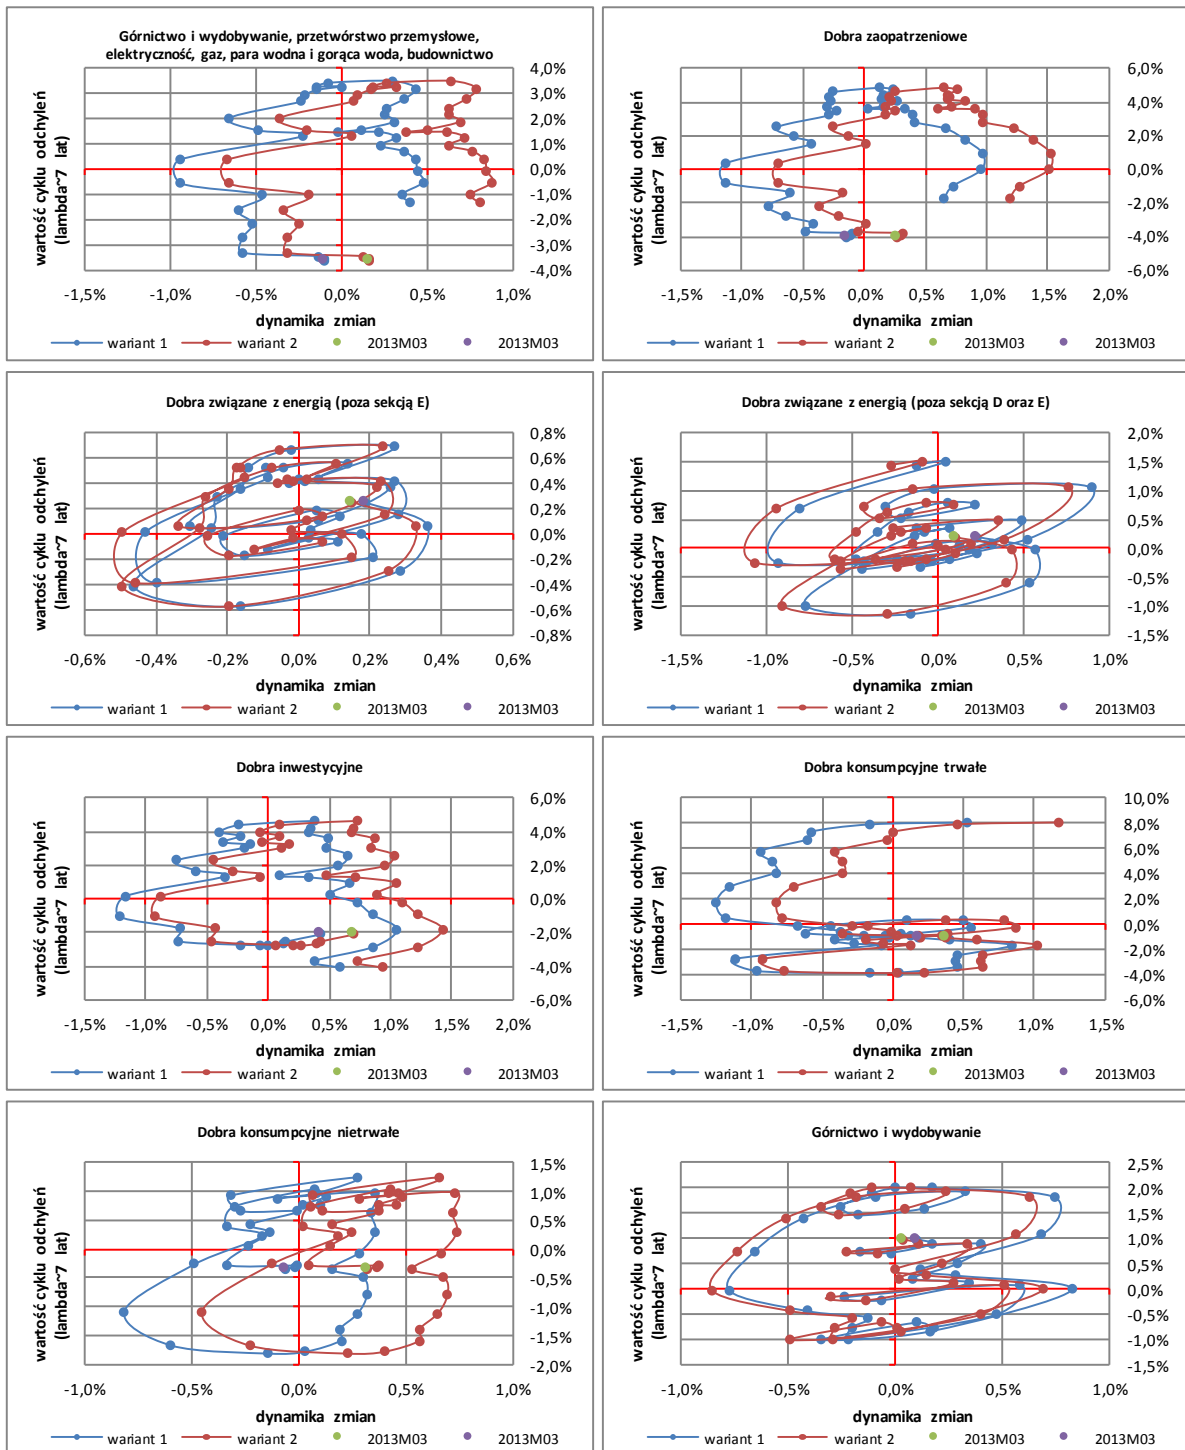 Górnictwo i wydobywanie, przetwórstwo przemysłowe,
elektryczność, gaz, para wodna i gorąca woda, budownictwo
wartość cyklu odchyleń
(lambda~7 lat)
4,0%
3,0%
2,0%
1,0%
0,0%
-1,0%
-2,0%
-3,0%
-4,0%
-1,5% -1,0% -0,5% 0,0% 0,5% 1,0%
dynamika zmian
wariant 1 wariant 2 2013M03 2013M03
Dobra zaopatrzeniowe
wartość cyklu odchyleń
(lambda~7 lat)
6,0%
4,0%
2,0%
0,0%
-2,0%
-4,0%
-6,0%
-1,5% -1,0% -0,5% 0,0% 0,5% 1,0% 1,5% 2,0%
dynamika zmian
wariant 1 wariant 2 2013M03 2013M03
Dobra związane z energią (poza sekcją E)
wartość cyklu odchyleń
(lambda~7 lat)
0,8%
0,6%
0,4%
0,2%
0,0%
-0,2%
-0,4%
-0,6%
-0,8%
-0,6% -0,4% -0,2% 0,0% 0,2% 0,4% 0,6%
dynamika zmian
wariant 1 wariant 2 2013M03 2013M03
Dobra związane z energią (poza sekcją D oraz E)
wartość cyklu odchyleń
(lambda~7 lat)
2,0%
1,5%
1,0%
0,5%
0,0%
-0,5%
-1,0%
-1,5%
-1,5% -1,0% -0,5% 0,0% 0,5% 1,0%
dynamika zmian
wariant 1 wariant 2 2013M03 2013M03
Dobra inwestycyjne
wartość cyklu odchyleń
(lambda~7 lat)
6,0%
4,0%
2,0%
0,0%
-2,0%
-4,0%
-6,0%
-1,5% -1,0% -0,5% 0,0% 0,5% 1,0% 1,5% 2,0%
dynamika zmian
wariant 1 wariant 2 2013M03 2013M03
Dobra konsumpcyjne trwałe
wartość cyklu odchyleń
(lambda~7 lat)
10,0%
8,0%
6,0%
4,0%
2,0%
0,0%
-2,0%
-4,0%
-6,0%
-1,5% -1,0% -0,5% 0,0% 0,5% 1,0% 1,5%
dynamika zmian
wariant 1 wariant 2 2013M03 2013M03
Dobra konsumpcyjne nietrwałe
wartość cyklu odchyleń
(lambda~7 lat)
1,5%
1,0%
0,5%
0,0%
-0,5%
-1,0%
-1,5%
-2,0%
-1,0% -0,5% 0,0% 0,5% 1,0%
dynamika zmian
wariant 1 wariant 2 2013M03 2013M03
Górnictwo i wydobywanie
wartość cyklu odchyleń
(lambda~7 lat)
2,5%
2,0%
1,5%
1,0%
0,5%
0,0%
-0,5%
-1,0%
-1,5%
-1,0% -0,5% 0,0% 0,5% 1,0%
dynamika zmian
wariant 1 wariant 2 2013M03 2013M03